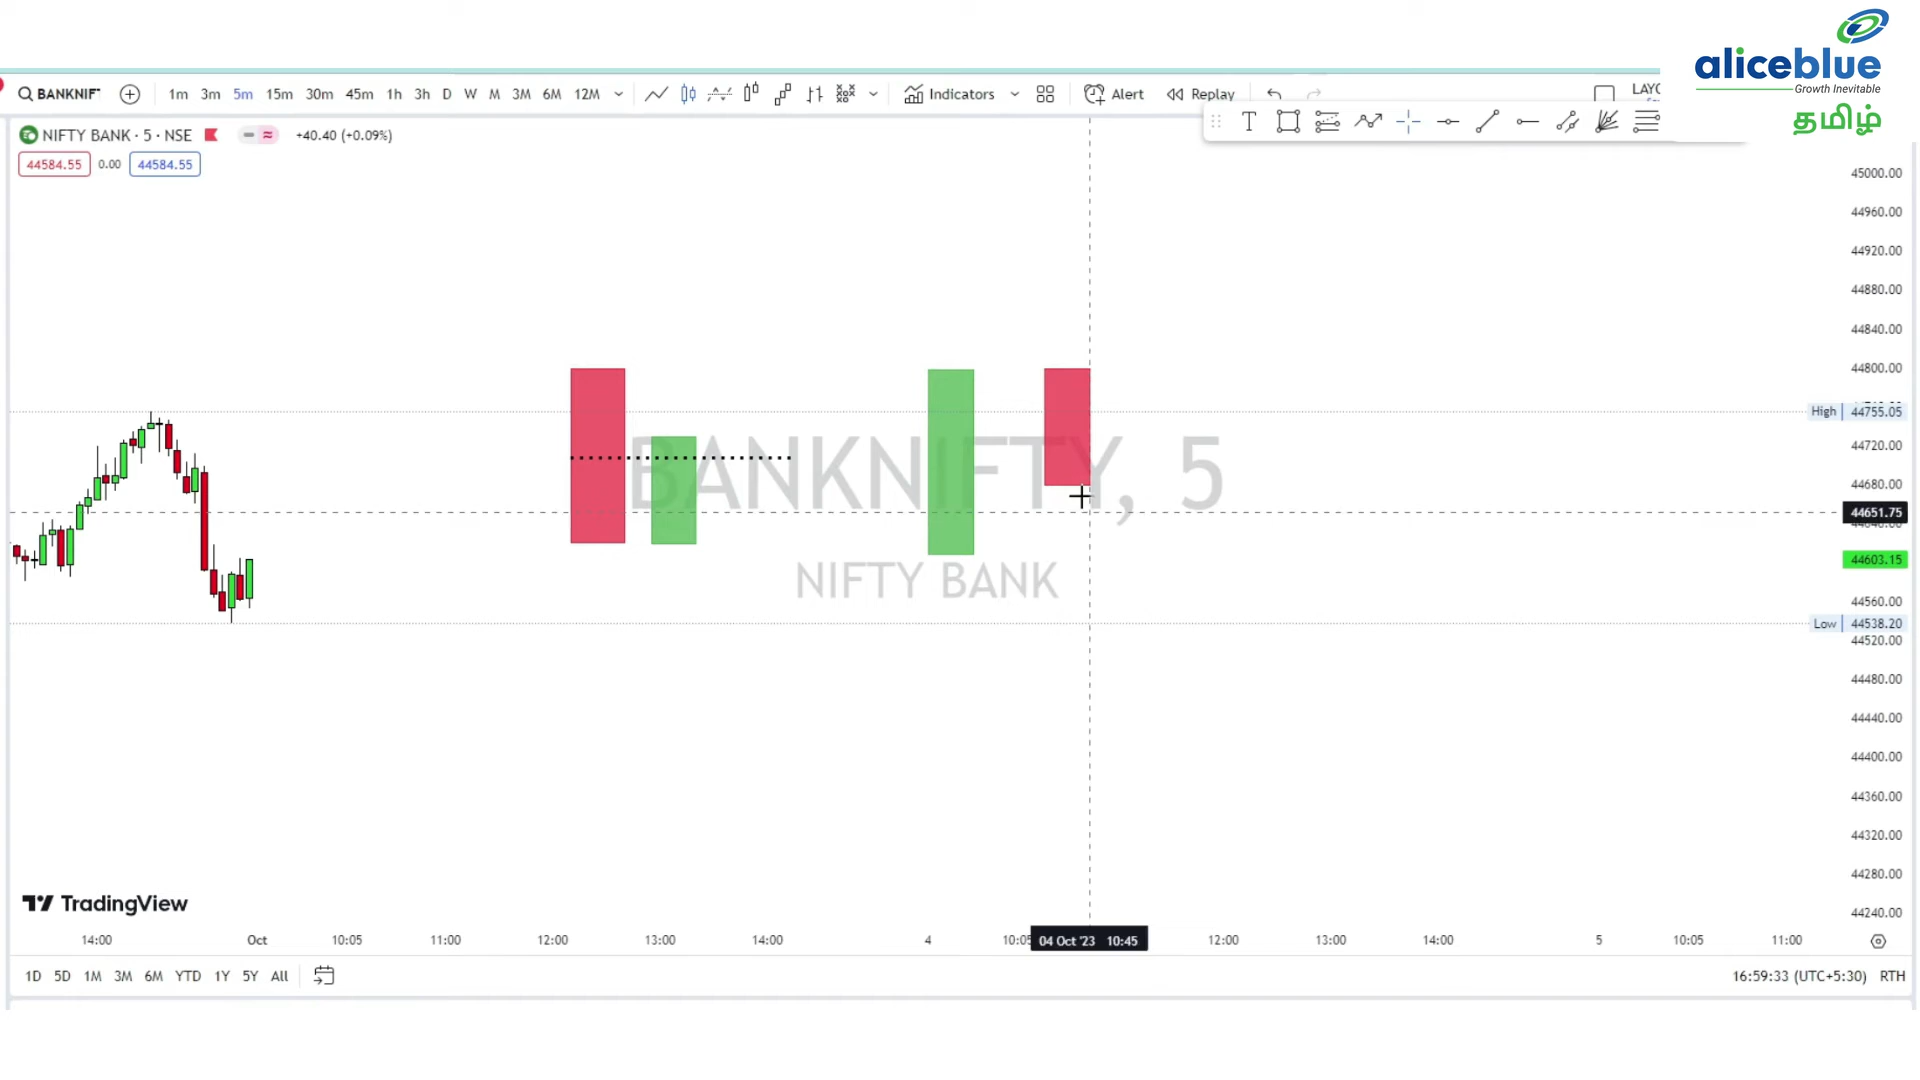 aliceblue
Growth Inevitable
தமிழ்
BANKNIF
1m 3m 5m 15m 30m 45m 1h 3h D W M 3M 6M 12M Indicators Alert Replay
NIFTY BANK · 5 · NSE +40.40 (+0.09%)
44584.55 0.00 44584.55
45000.00
44960.00
44920.00
44880.00
44840.00
44800.00
High 44755.05
44720.00
44680.00
44651.75
44603.15
44560.00
Low 44538.20
44520.00
44480.00
44440.00
44400.00
44360.00
44320.00
44280.00
44240.00
BANKNIFTY, 5
NIFTY BANK
TradingView
14:00 Oct 10:05 11:00 12:00 13:00 14:00 4 10:05 04 Oct '23 10:45 12:00 13:00 14:00 5 10:05 11:00
1D 5D 1M 3M 6M YTD 1Y 5Y All 16:59:33 (UTC+5:30) RTH